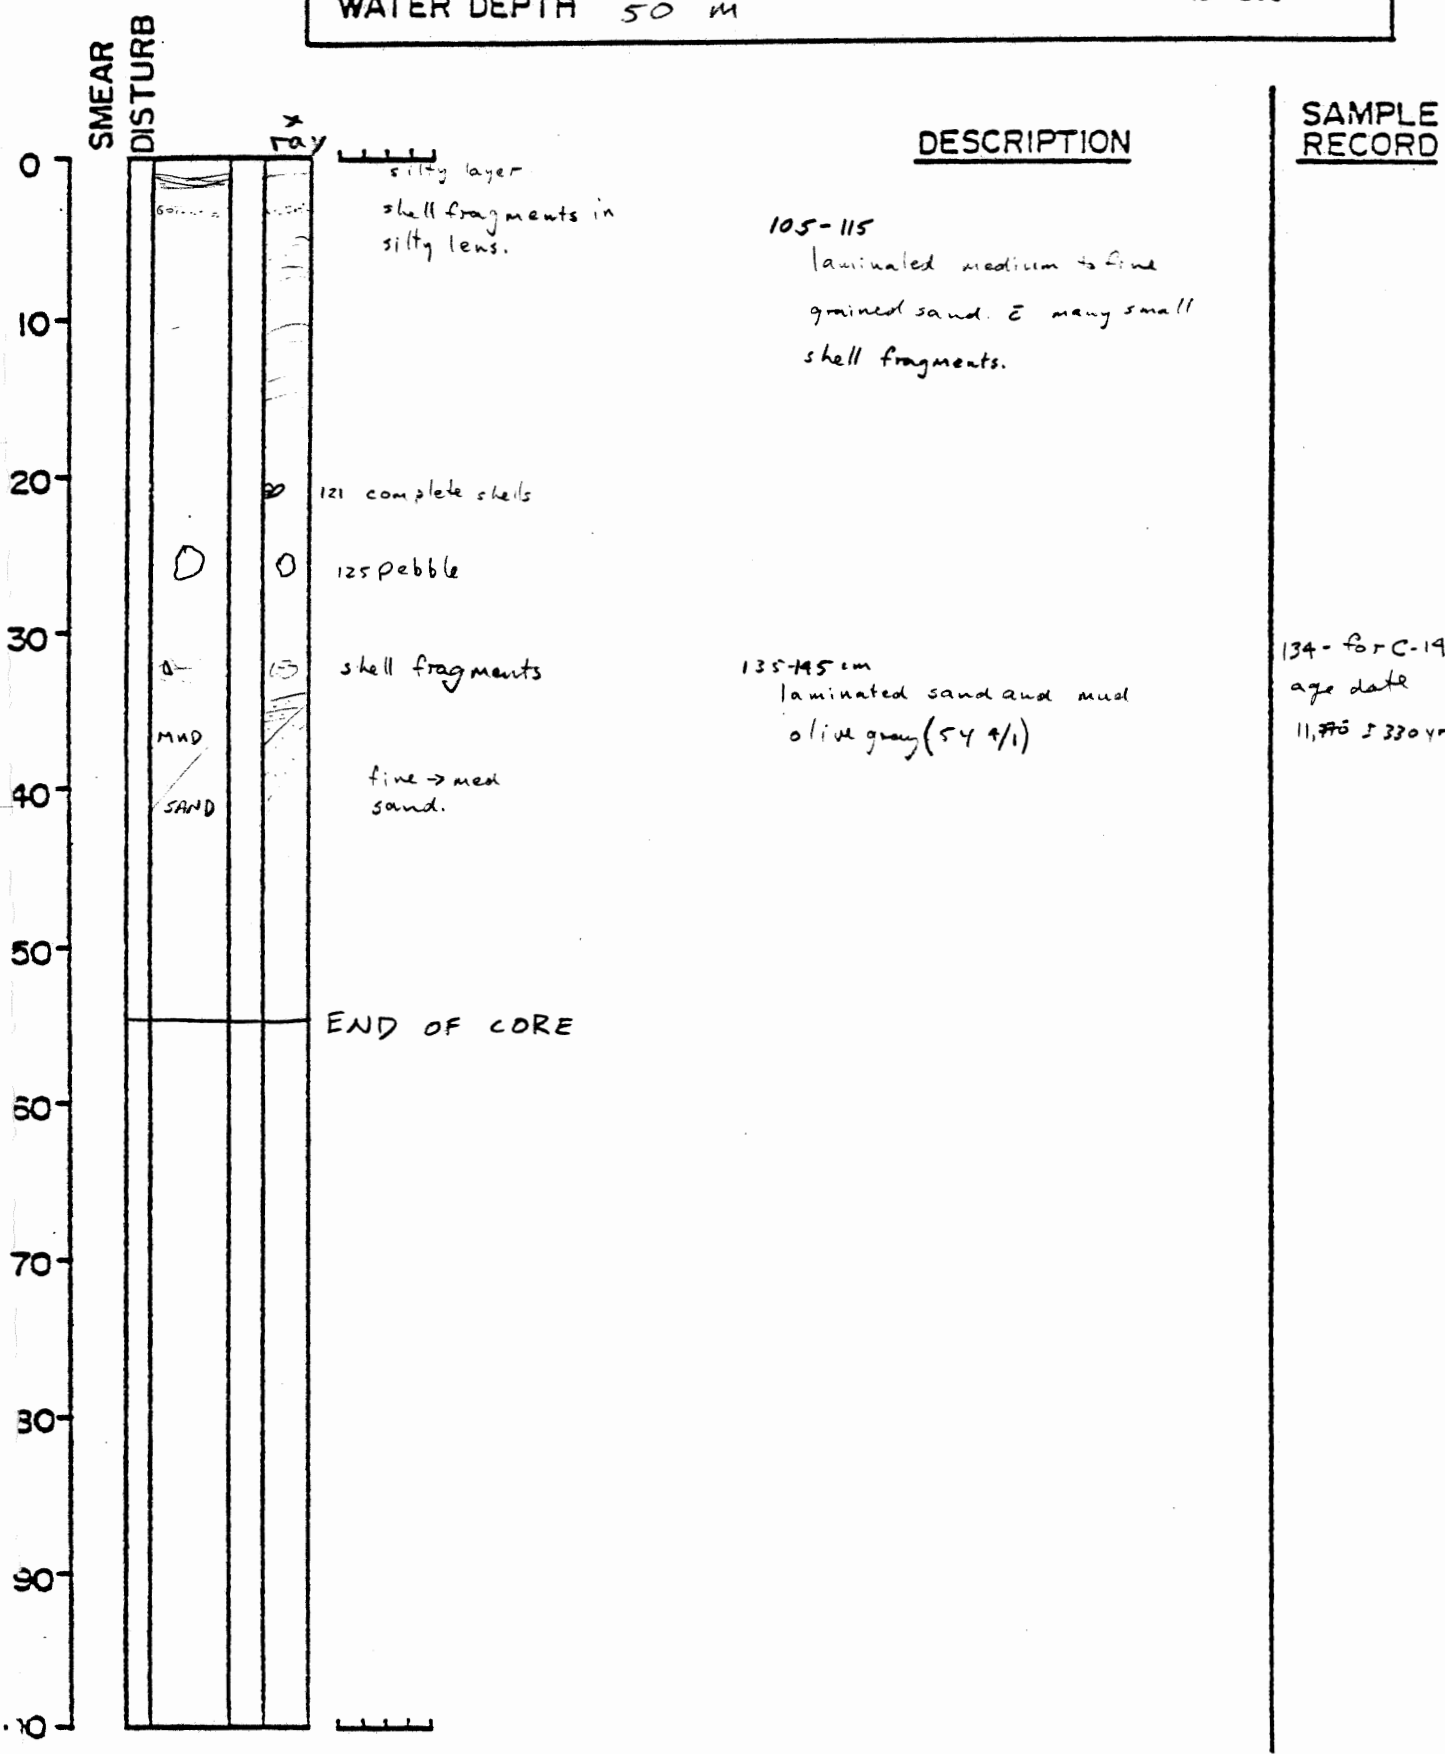 WATER DEPTH 50 m
SMEAR
DISTURB
x
ray
DESCRIPTION
SAMPLE
RECORD
0
silty layer
shell fragments in
silty lens.
105-115
laminated medium to fine
grained sand. c̄ many small
shell fragments.
10
20
121 complete shells
125 pebble
30
shell fragments
135-145 cm
laminated sand and mud
olive gray (5Y 4/1)
134- for C-14
age date
11, ± 330 yr
MUD
fine → med
sand.
40
SAND
50
END OF CORE
60
70
80
90